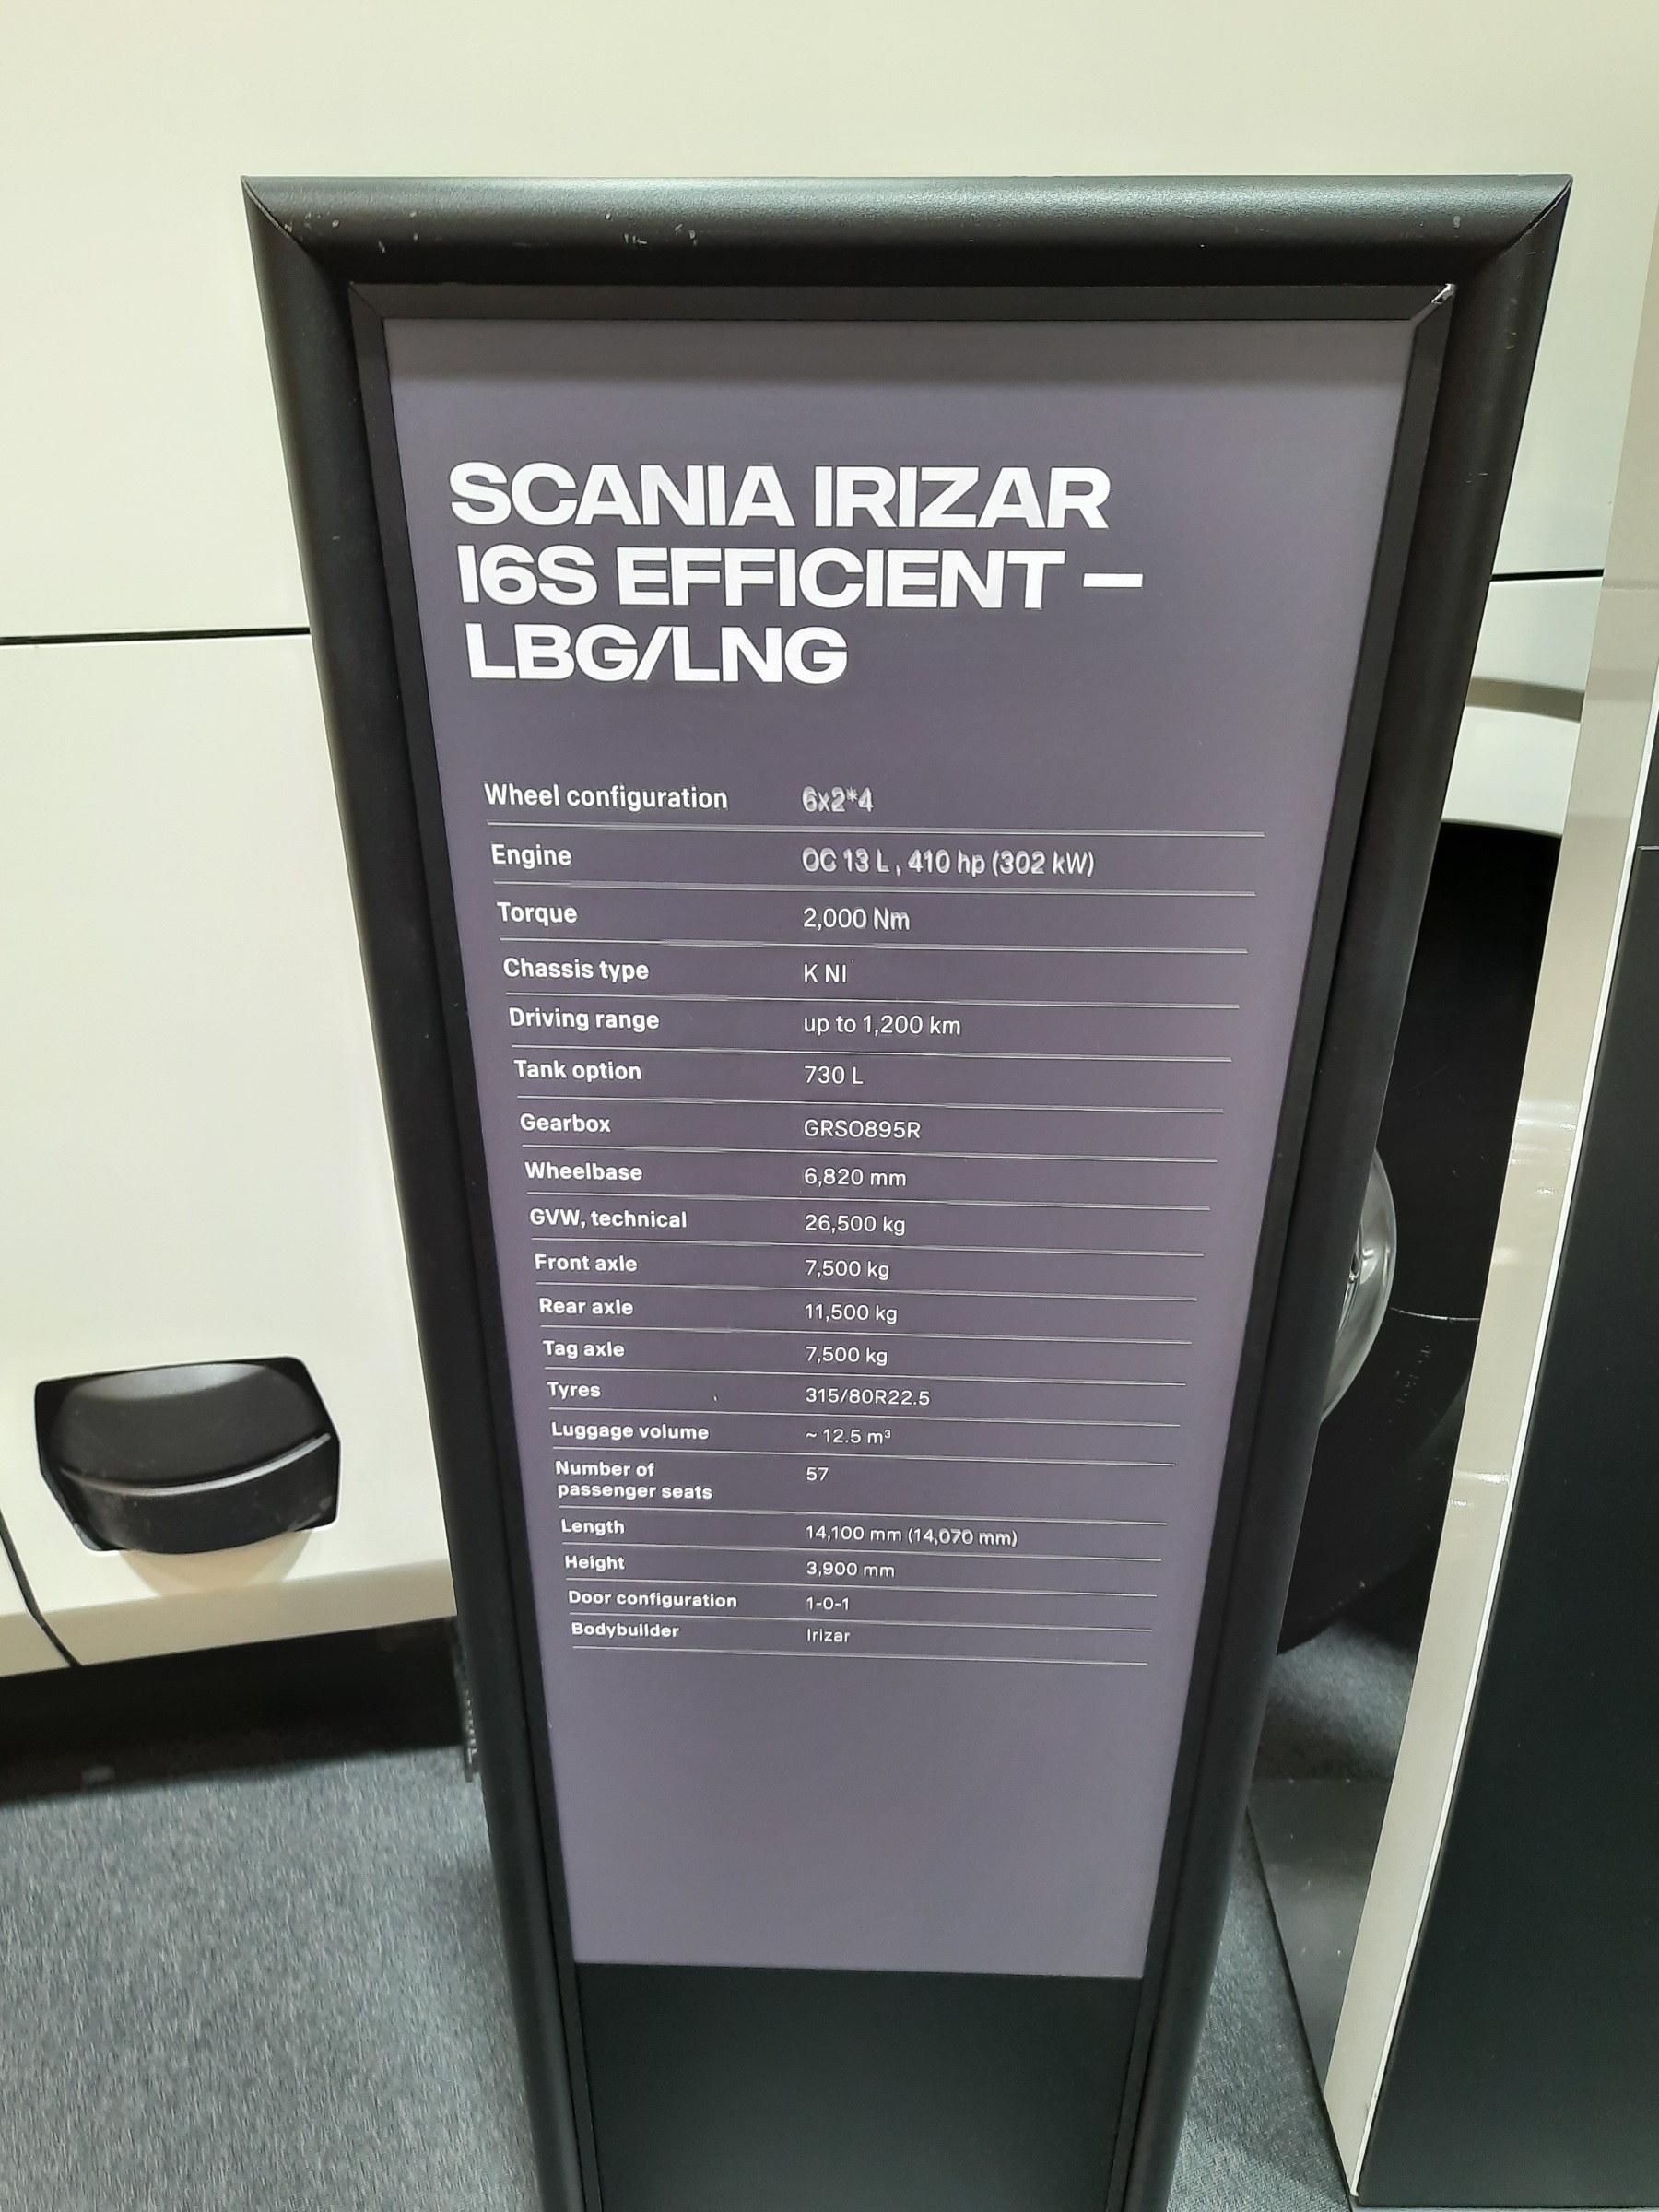 SCANIA IRIZAR
I6S EFFICIENT –
LBG/LNG
Wheel configuration 6x2*4
Engine OC 13 L , 410 hp (302 kW)
Torque 2,000 Nm
Chassis type K NI
Driving range up to 1,200 km
Tank option 730 L
Gearbox GRSO895R
Wheelbase 6,820 mm
GVW, technical 26,500 kg
Front axle 7,500 kg
Rear axle 11,500 kg
Tag axle 7,500 kg
Tyres 315/80R22.5
Luggage volume ~ 12.5 m³
Number of 57
passenger seats
Length 14,100 mm (14,070 mm)
Height 3,900 mm
Door configuration 1-0-1
Bodybuilder Irizar